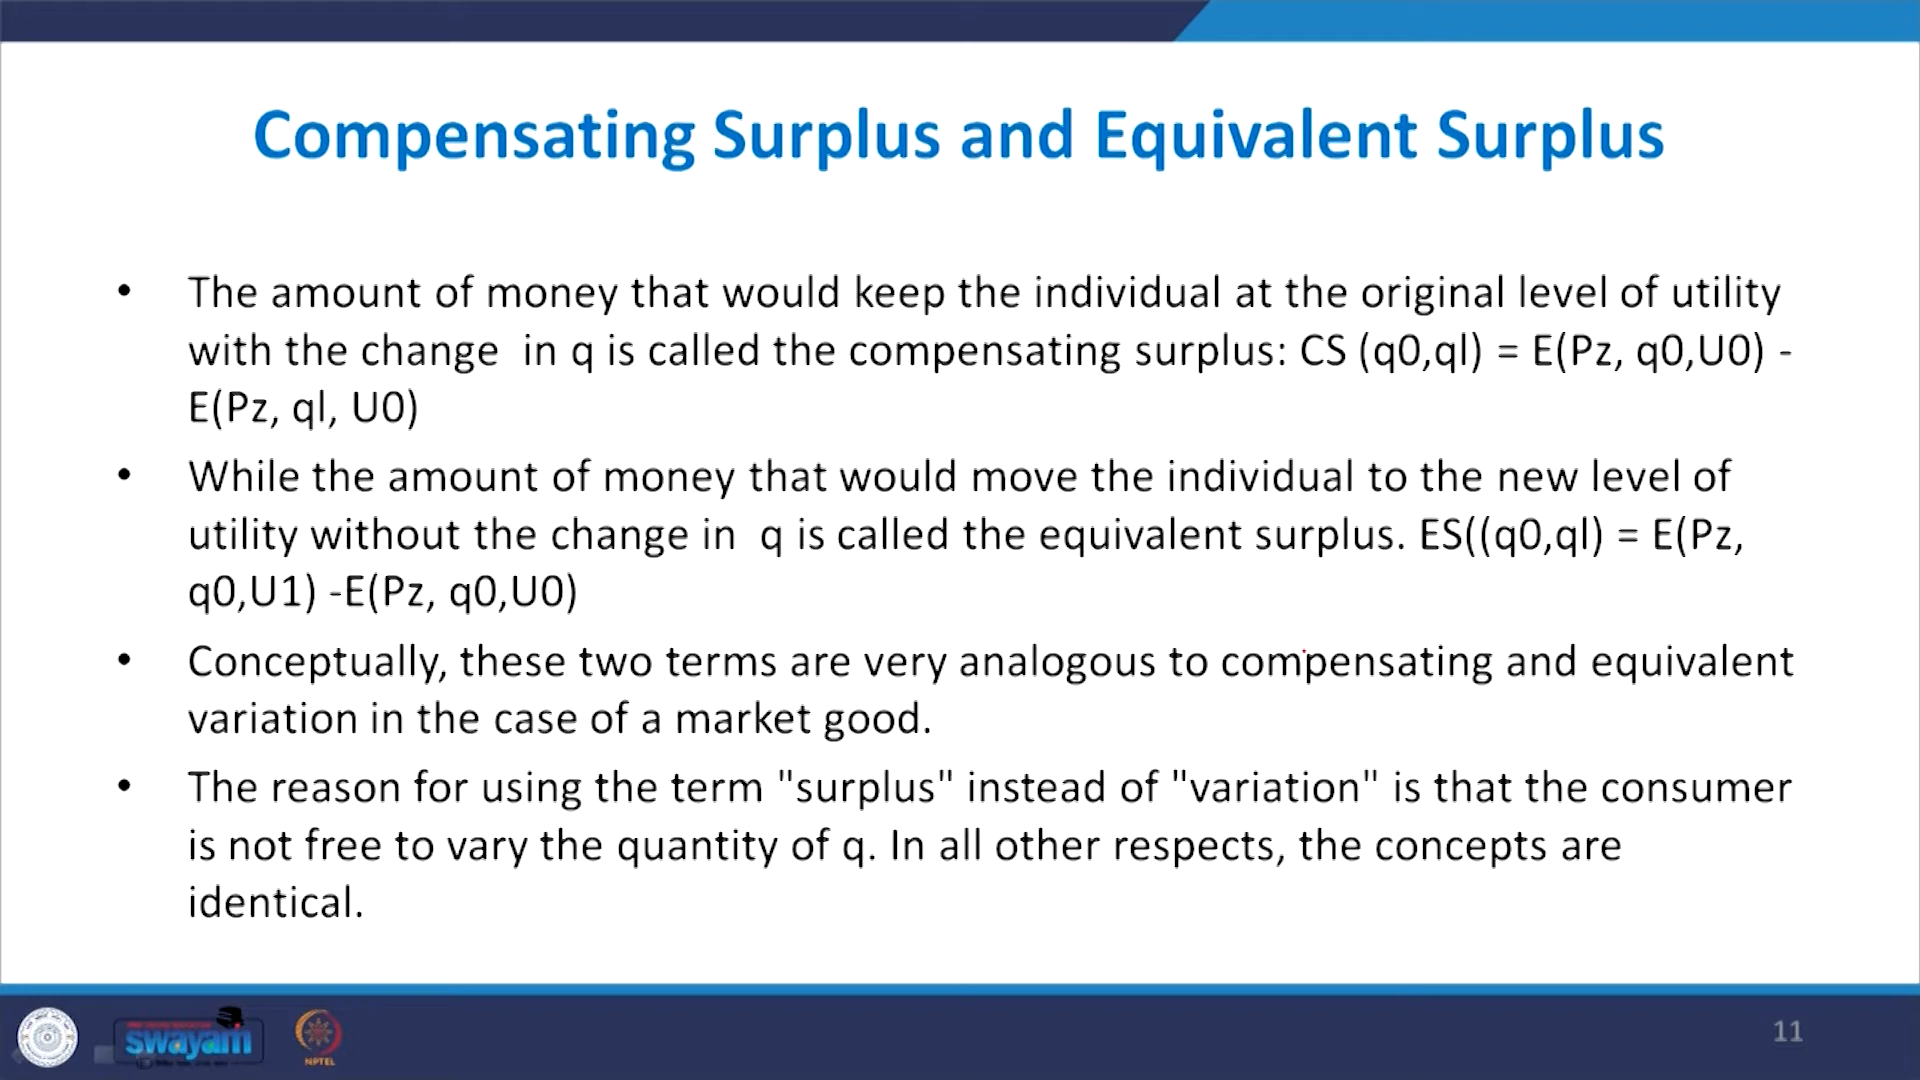 Compensating Surplus and Equivalent Surplus
• The amount of money that would keep the individual at the original level of utility
with the change in q is called the compensating surplus: CS (q0,ql) = E(Pz, q0,U0) -
E(Pz, ql, U0)
• While the amount of money that would move the individual to the new level of
utility without the change in q is called the equivalent surplus. ES((q0,ql) = E(Pz,
q0,U1) -E(Pz, q0,U0)
• Conceptually, these two terms are very analogous to compensating and equivalent
variation in the case of a market good.
• The reason for using the term "surplus" instead of "variation" is that the consumer
is not free to vary the quantity of q. In all other respects, the concepts are
identical.
swayam
NPTEL
11